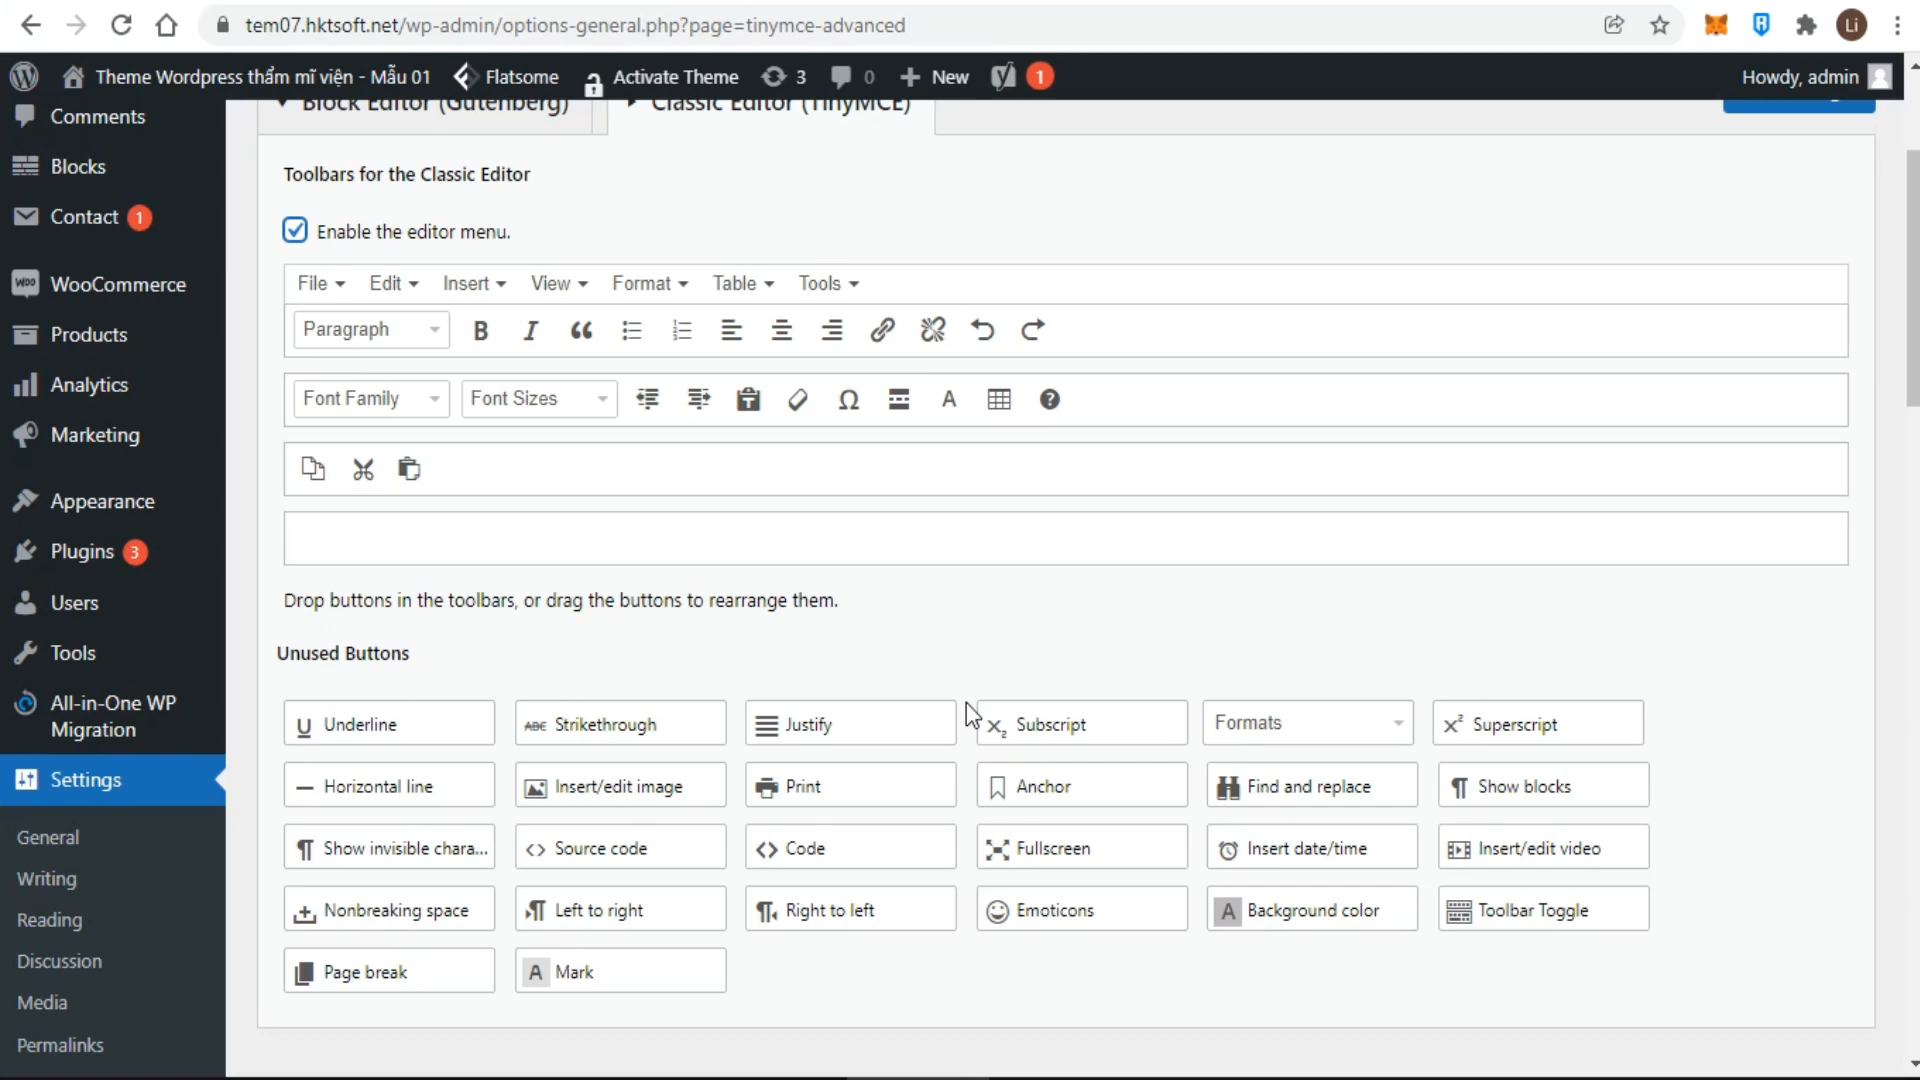 tem07.hktsoft.net/wp-admin/options-general.php?page=tinymce-advanced
Li
Theme Wordpress thẩm mĩ viện - Mẫu 01
Flatsome
Activate Theme
3
0
New
1
Howdy, admin
Comments
Blocks
Contact 1
WooCommerce
Products
Analytics
Marketing
Appearance
Plugins 3
Users
Tools
All-in-One WP
Migration
Settings
General
Writing
Reading
Discussion
Media
Permalinks
Block Editor (Gutenberg)
Classic Editor (TinyMCE)
Toolbars for the Classic Editor
Enable the editor menu.
File Edit Insert View Format Table Tools
Paragraph
Font Family Font Sizes
Drop buttons in the toolbars, or drag the buttons to rearrange them.
Unused Buttons
Underline Strikethrough Justify Subscript Formats Superscript
Horizontal line Insert/edit image Print Anchor Find and replace Show blocks
Show invisible chara... Source code Code Fullscreen Insert date/time Insert/edit video
Nonbreaking space Left to right Right to left Emoticons Background color Toolbar Toggle
Page break Mark